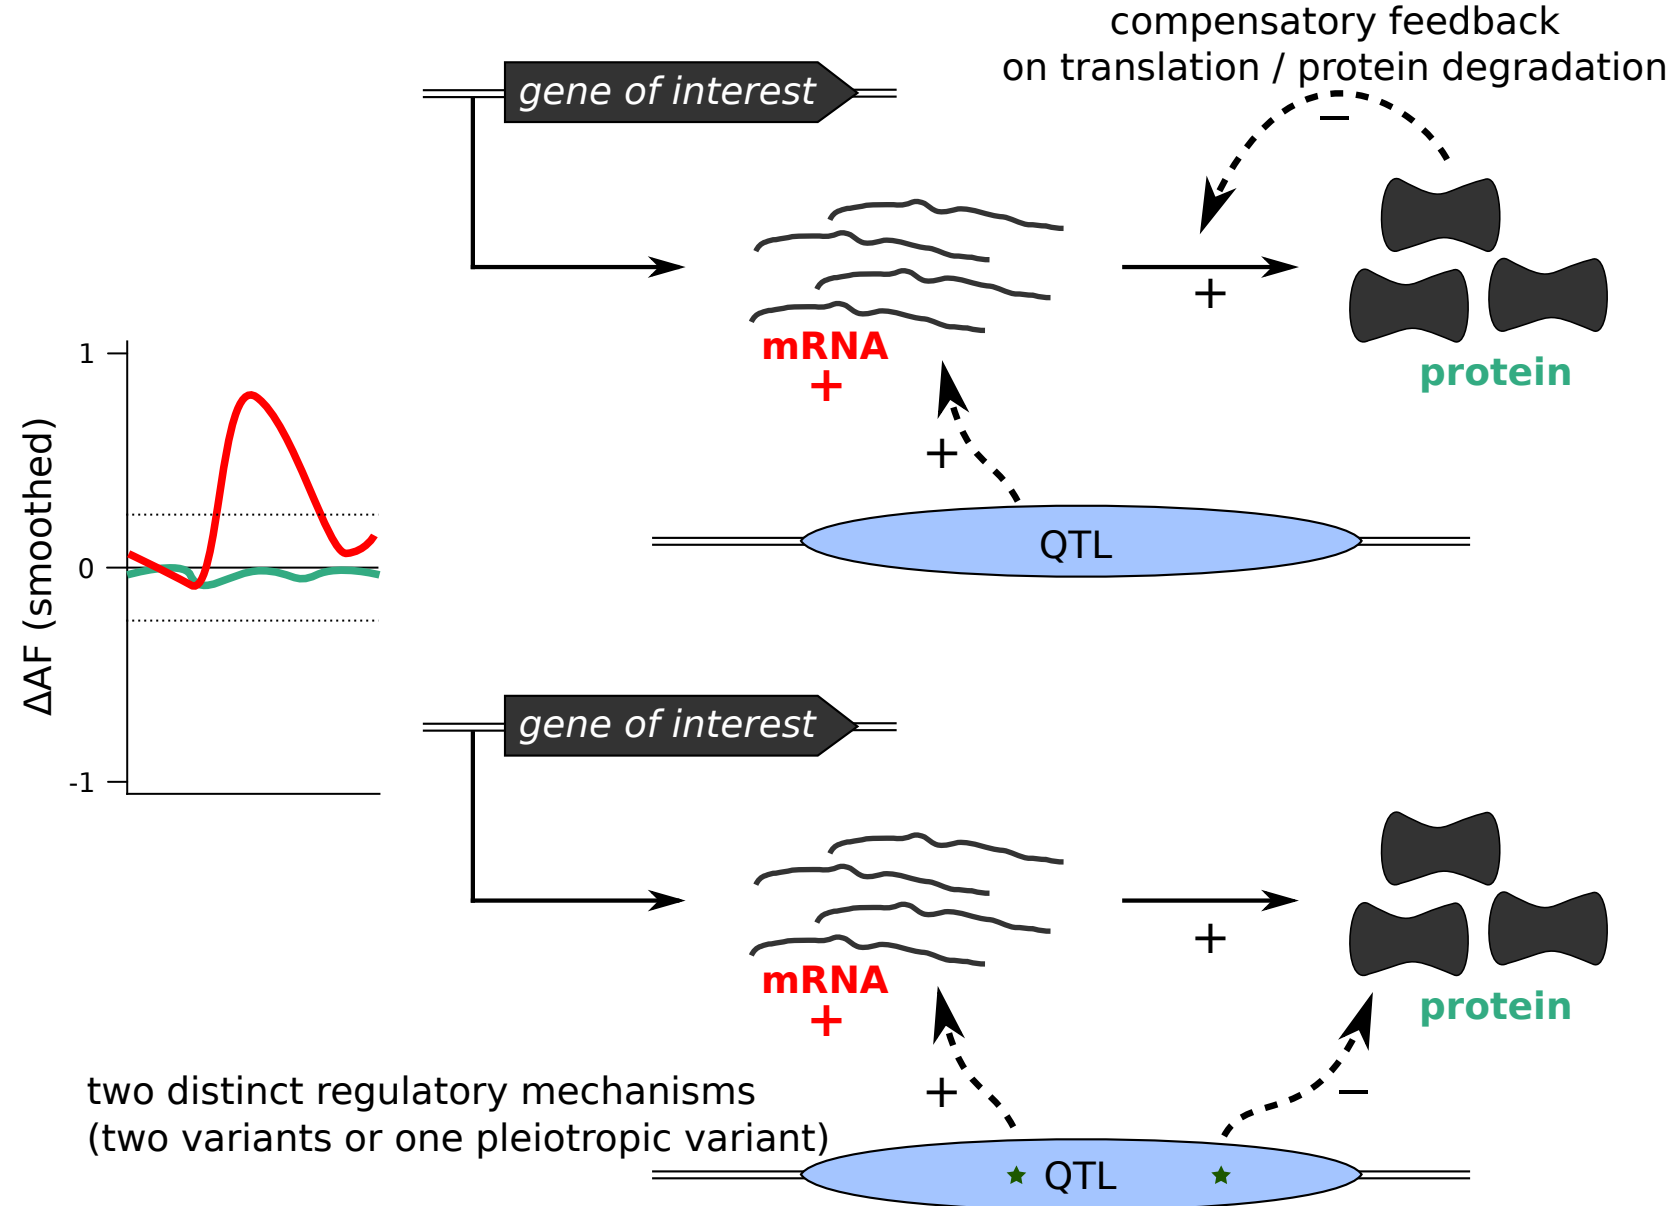 compensatory feedback
on translation / protein degradation
gene of interest
−
+
mRNA
+
protein
+
QTL
1
0
-1
ΔAF (smoothed)
gene of interest
+
mRNA
+
protein
+
−
two distinct regulatory mechanisms
(two variants or one pleiotropic variant)
QTL